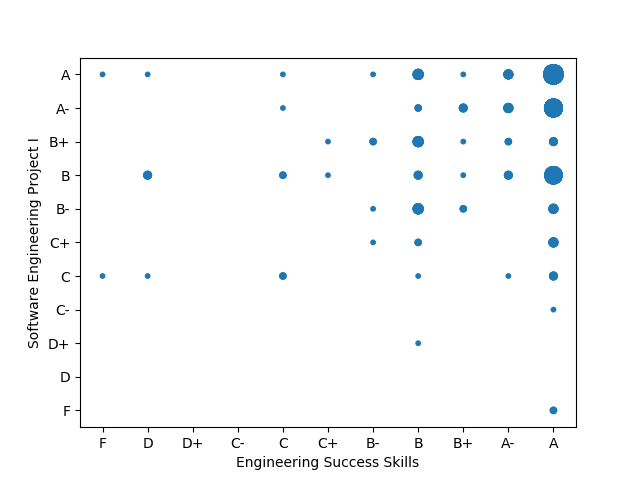 Software Engineering Project I
A
A-
B+
B
B-
C+
C
C-
D+
D
F
F D D+ C- C C+ B- B B+ A- A
Engineering Success Skills